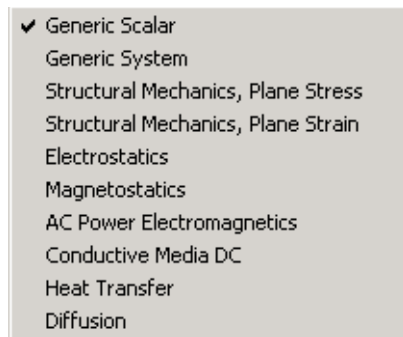 Generic Scalar
Generic System
Structural Mechanics, Plane Stress
Structural Mechanics, Plane Strain
Electrostatics
Magnetostatics
AC Power Electromagnetics
Conductive Media DC
Heat Transfer
Diffusion